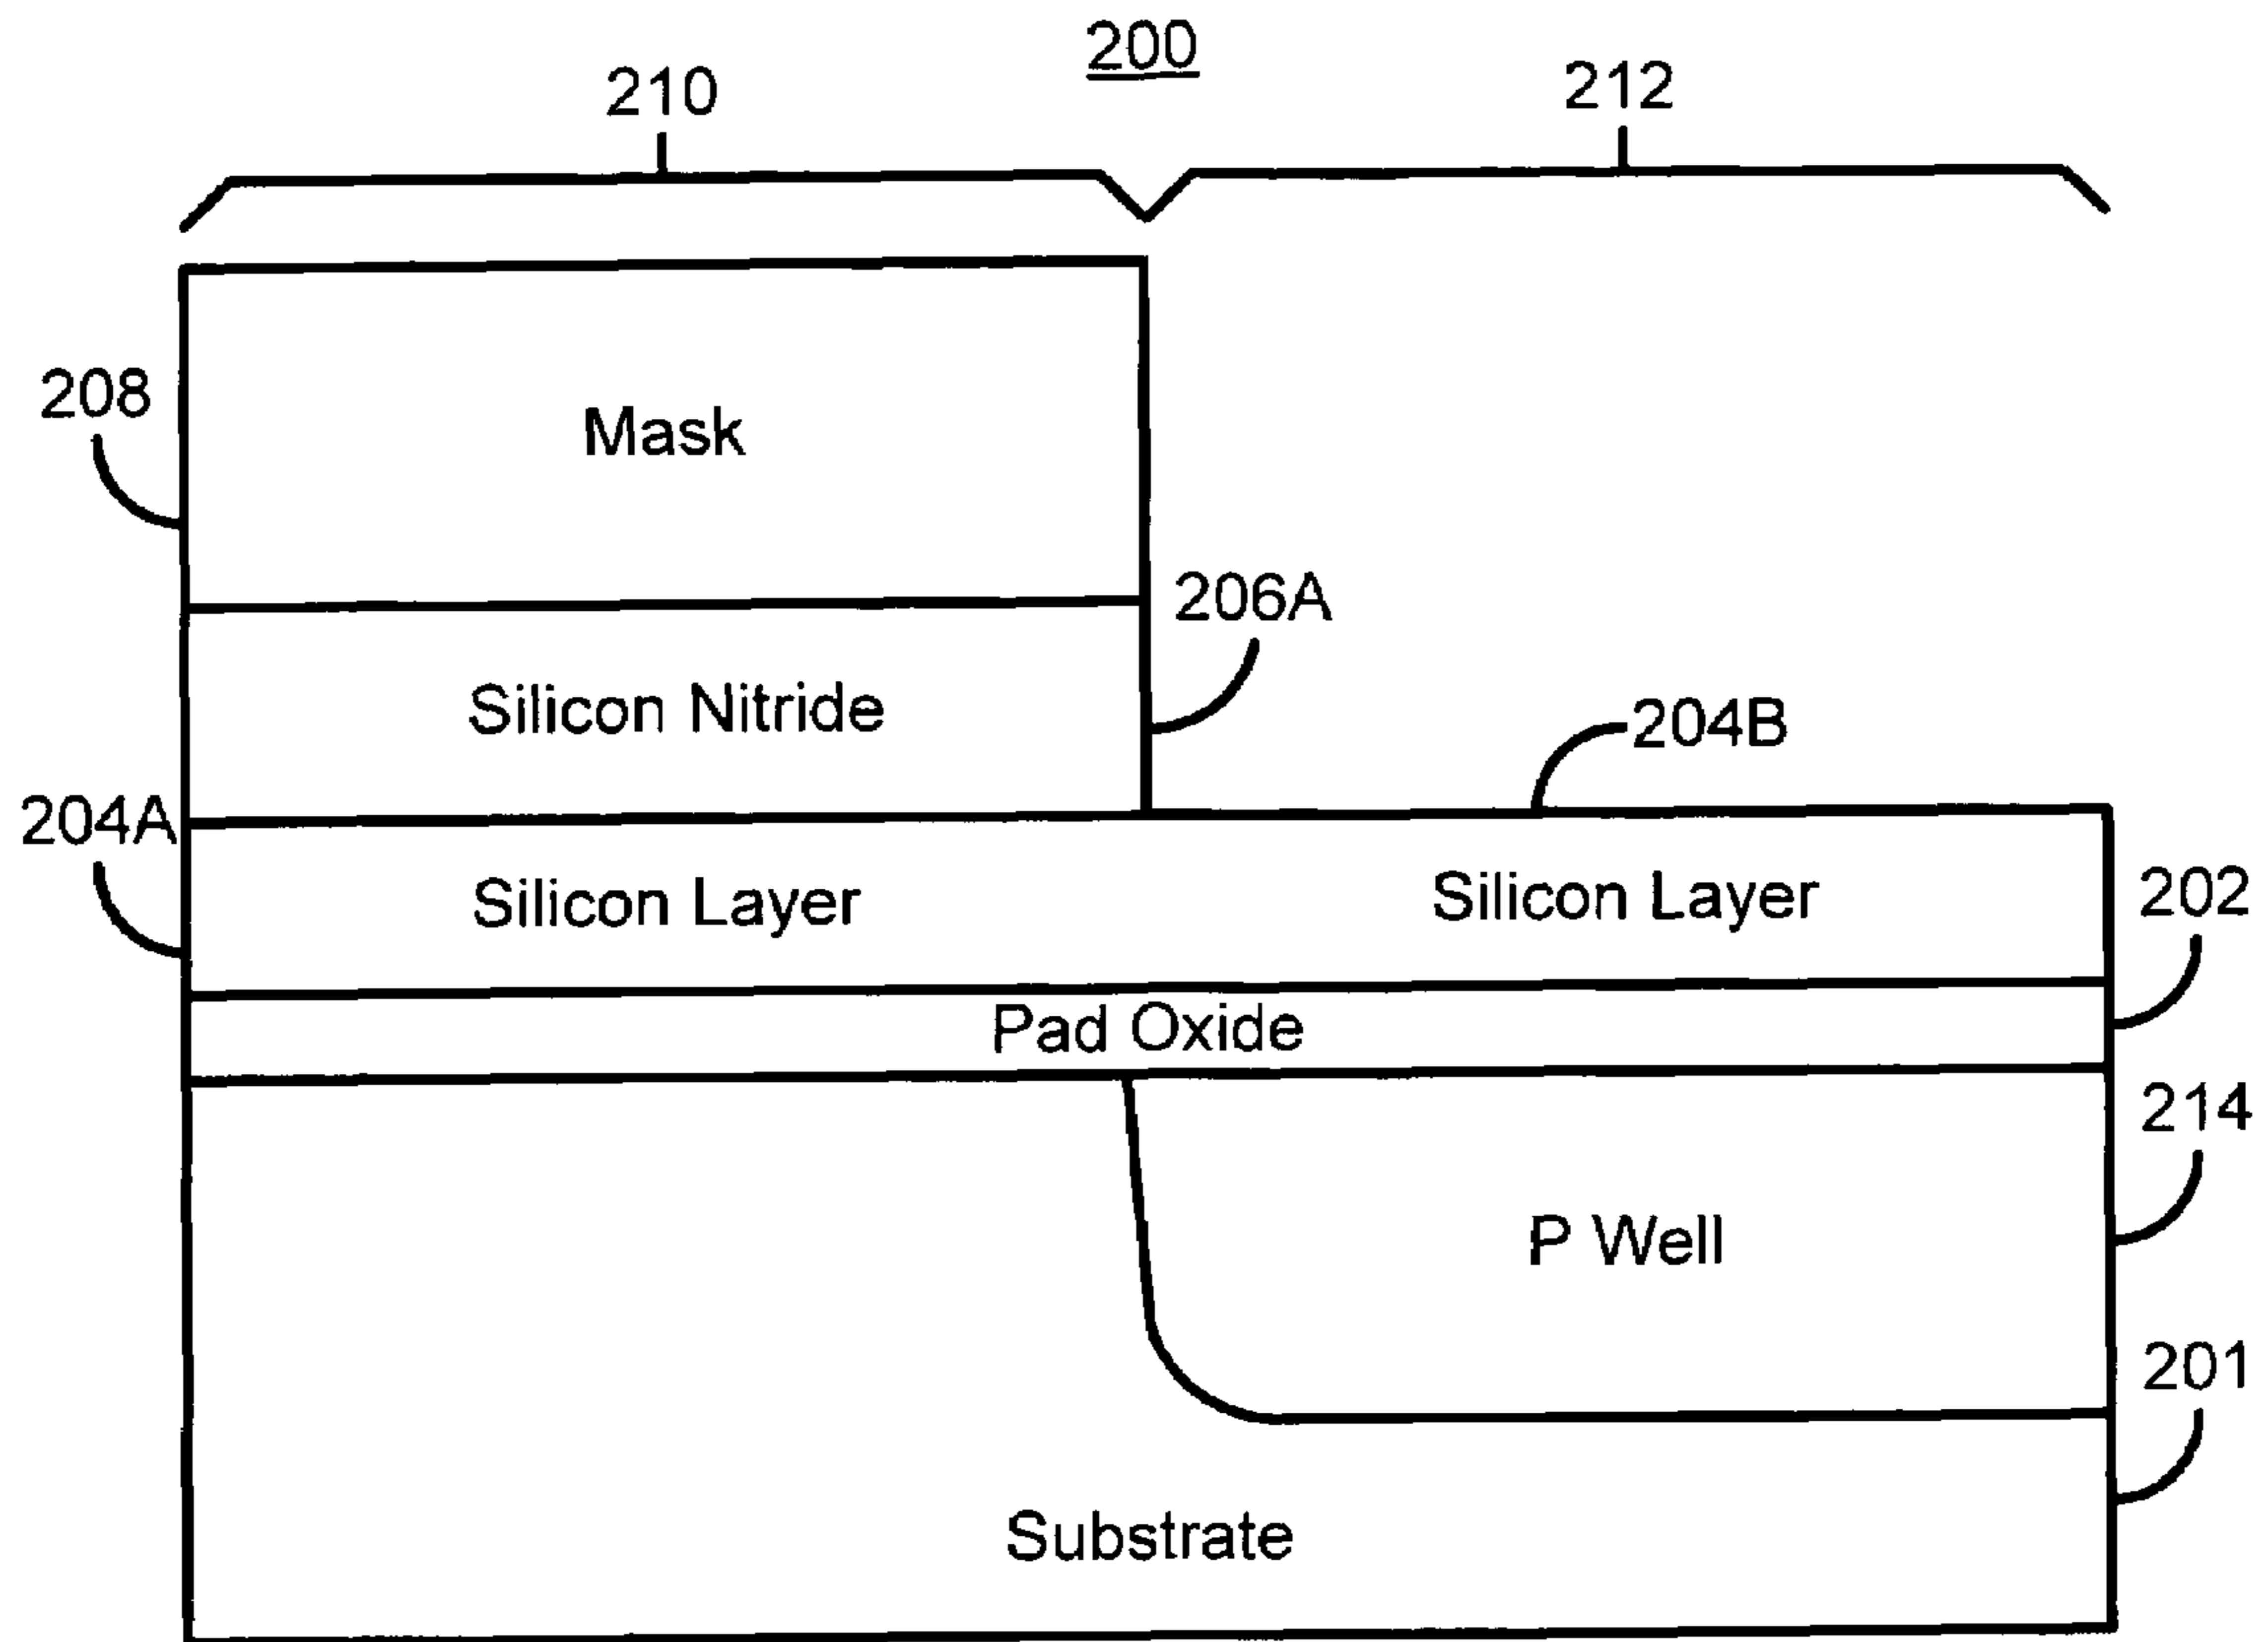 200
210
212
208
Mask
206A
Silicon Nitride
204B
204A
Silicon Layer
Silicon Layer
202
Pad Oxide
214
P Well
201
Substrate